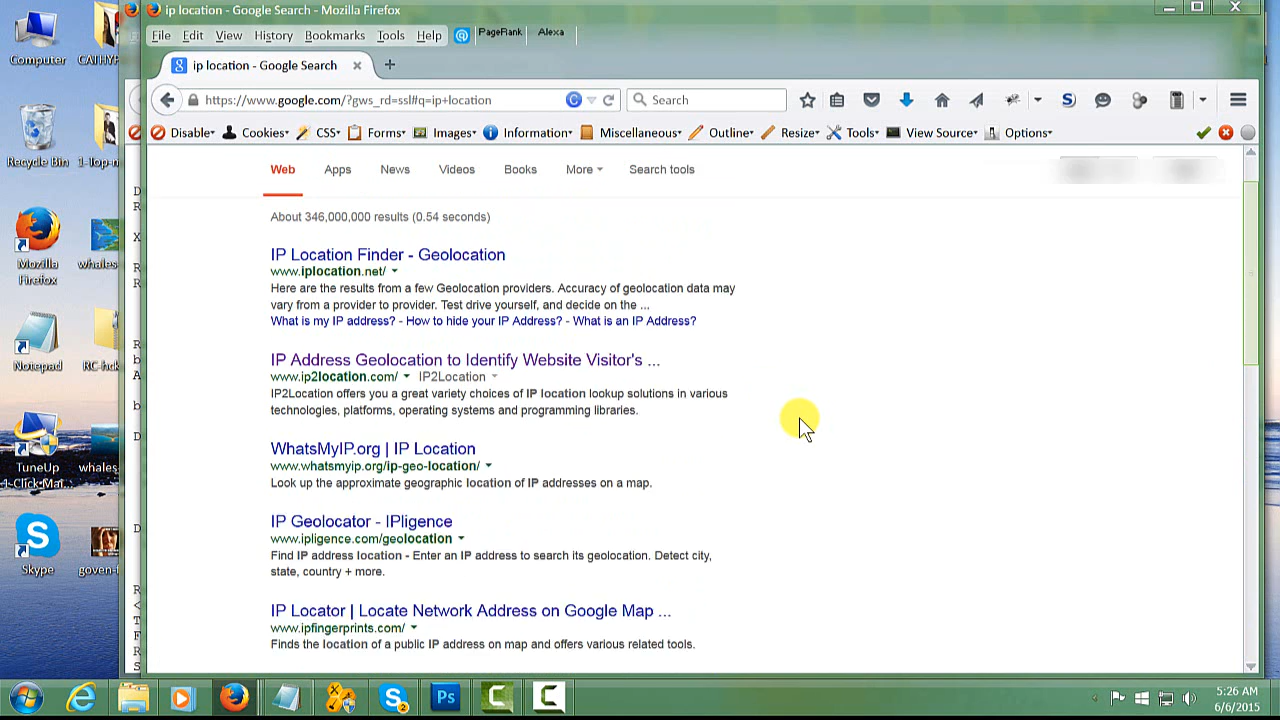 ip location - Google Search - Mozilla Firefox
File Edit View History Bookmarks Tools Help PageRank Alexa
ip location - Google Search
https://www.google.com/?gws_rd=ssl#q=ip+location Search
Disable Cookies CSS Forms Images Information Miscellaneous Outline Resize Tools View Source Options
Web Apps News Videos Books More Search tools
About 346,000,000 results (0.54 seconds)
IP Location Finder - Geolocation
www.iplocation.net/
Here are the results from a few Geolocation providers. Accuracy of geolocation data may
vary from a provider to provider. Test drive yourself, and decide on the ...
What is my IP address? - How to hide your IP Address? - What is an IP Address?
IP Address Geolocation to Identify Website Visitor's ...
www.ip2location.com/ IP2Location
IP2Location offers you a great variety choices of IP location lookup solutions in various
technologies, platforms, operating systems and programming libraries.
WhatsMyIP.org | IP Location
www.whatsmyip.org/ip-geo-location/
Look up the approximate geographic location of IP addresses on a map.
IP Geolocator - IPligence
www.ipligence.com/geolocation
Find IP address location - Enter an IP address to search its geolocation. Detect city,
state, country + more.
IP Locator | Locate Network Address on Google Map ...
www.ipfingerprints.com/
Finds the location of a public IP address on map and offers various related tools.
Computer
Recycle Bin
Mozilla
Firefox
whales-
Notepad
TuneUp
1-Click Mai...
whales-
Skype
Ps
5:26 AM
6/6/2015